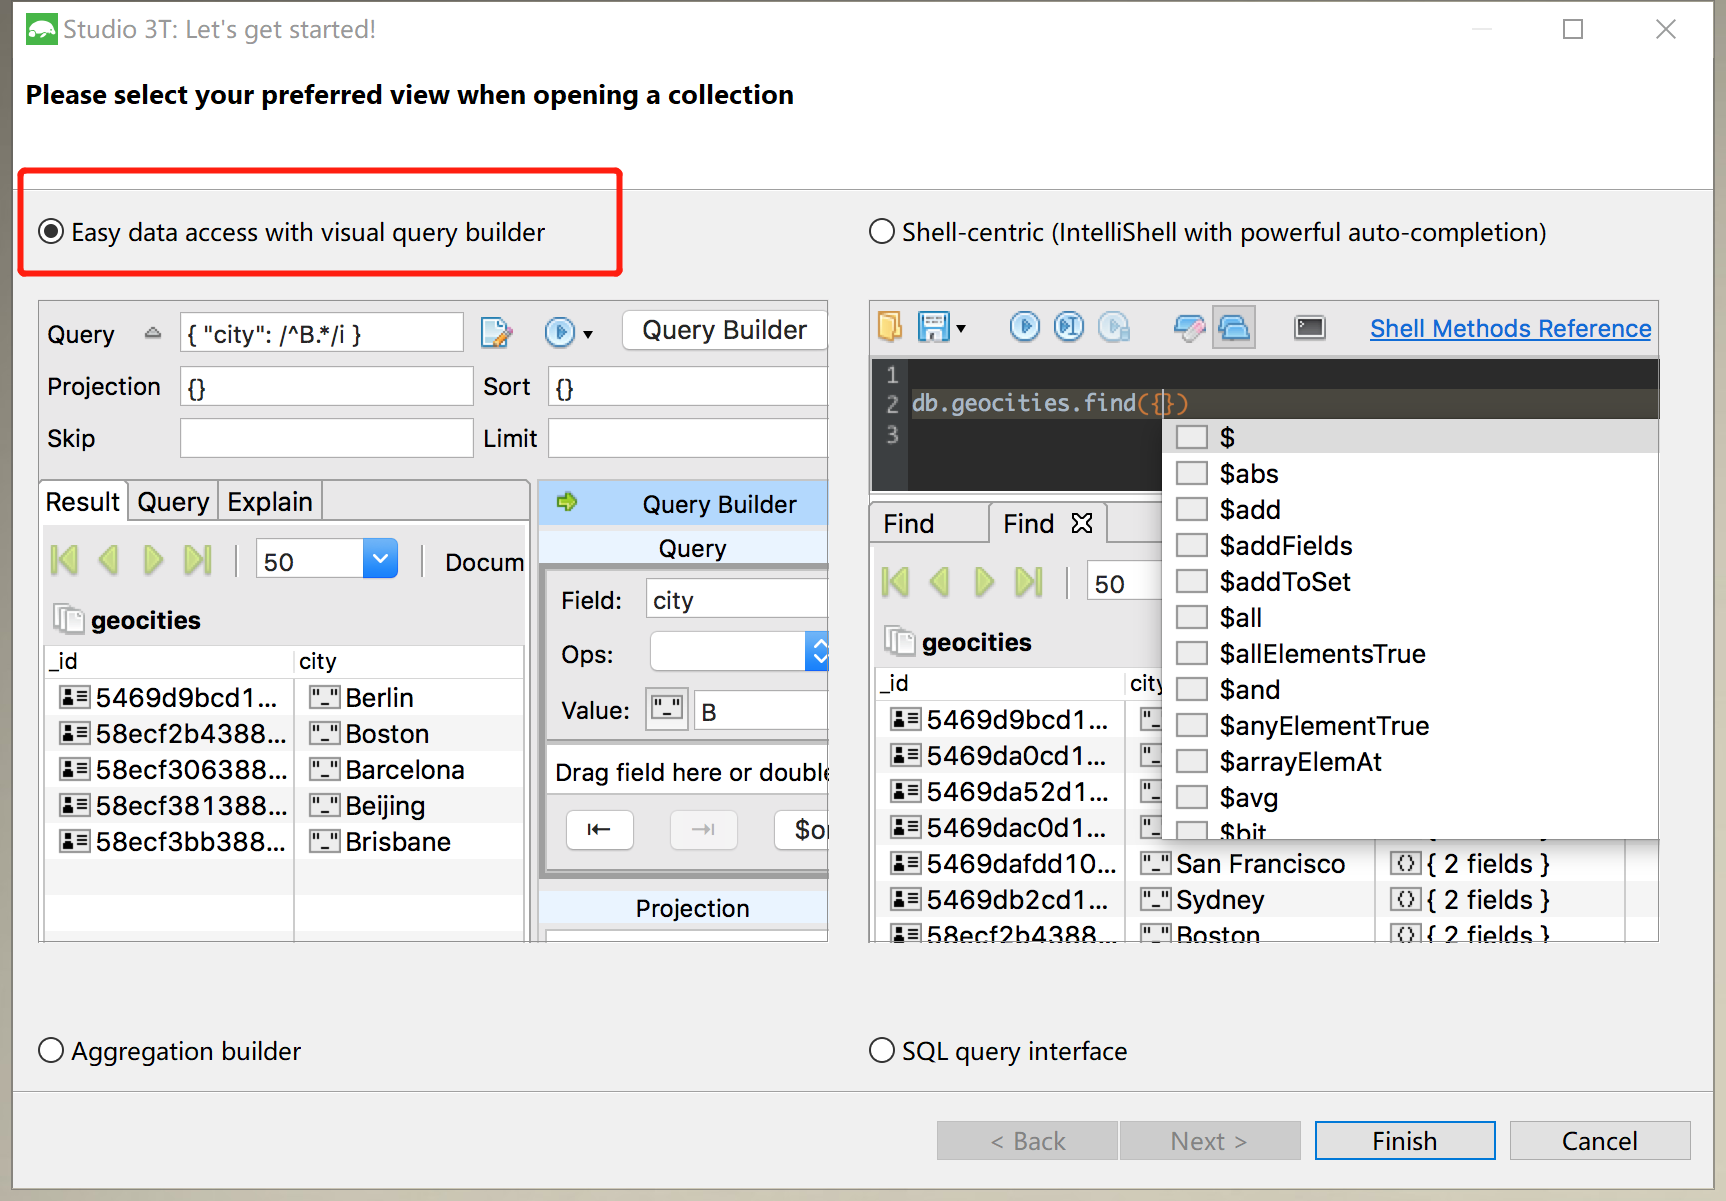 Studio 3T: Let's get started!
Please select your preferred view when opening a collection
Easy data access with visual query builder
Query
{ "city": /^B.*/i }
Query Builder
Projection
{}
Sort
{}
Skip
Limit
Result
Query
Explain
50
Docum
geocities
_id
city
5469d9bcd1...
Berlin
58ecf2b4388...
Boston
58ecf306388...
Barcelona
58ecf381388...
Beijing
58ecf3bb388...
Brisbane
Query Builder
Query
Field:
city
Ops:
Value:
"_"
B
Drag field here or double
$or
Projection
Shell-centric (IntelliShell with powerful auto-completion)
Shell Methods Reference
1
2
db.geocities.find({})
3
$
$abs
$add
$addFields
$addToSet
$all
$allElementsTrue
$and
$anyElementTrue
$arrayElemAt
$avg
$bit
Find
Find
50
geocities
_id
city
5469d9bcd1...
5469da0cd1...
5469da52d1...
5469dac0d1...
5469dafdd10...
San Francisco
{ 2 fields }
5469db2cd1...
Sydney
{ 2 fields }
58ecf2b4388...
Boston
{ 2 fields }
Aggregation builder
SQL query interface
< Back
Next >
Finish
Cancel